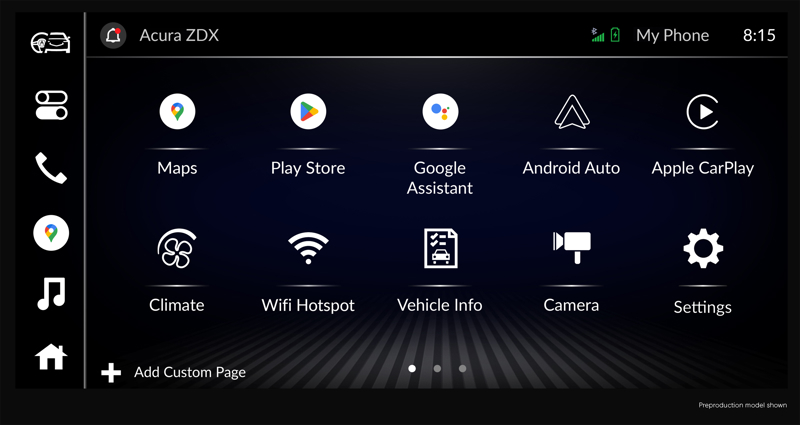 Acura ZDX
My Phone
8:15
Maps
Play Store
Google
Assistant
Android Auto
Apple CarPlay
Climate
Wifi Hotspot
Vehicle Info
Camera
Settings
Add Custom Page
Preproduction model shown